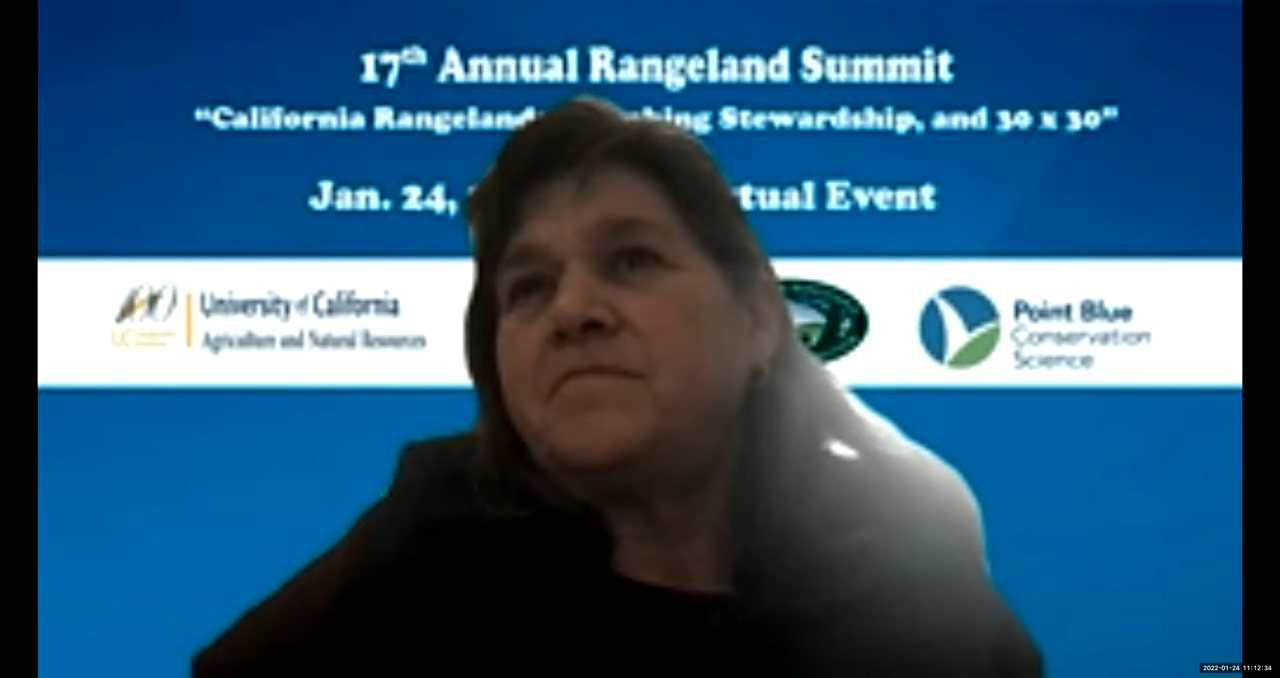 17th Annual Rangeland Summit
“California Rangeland Stewardship, and 30 x 30”
Jan. 24, Event
University of California
Agriculture and Natural Resources
UC
Point Blue
Conservation
Science
2022-01-24 11:12:34